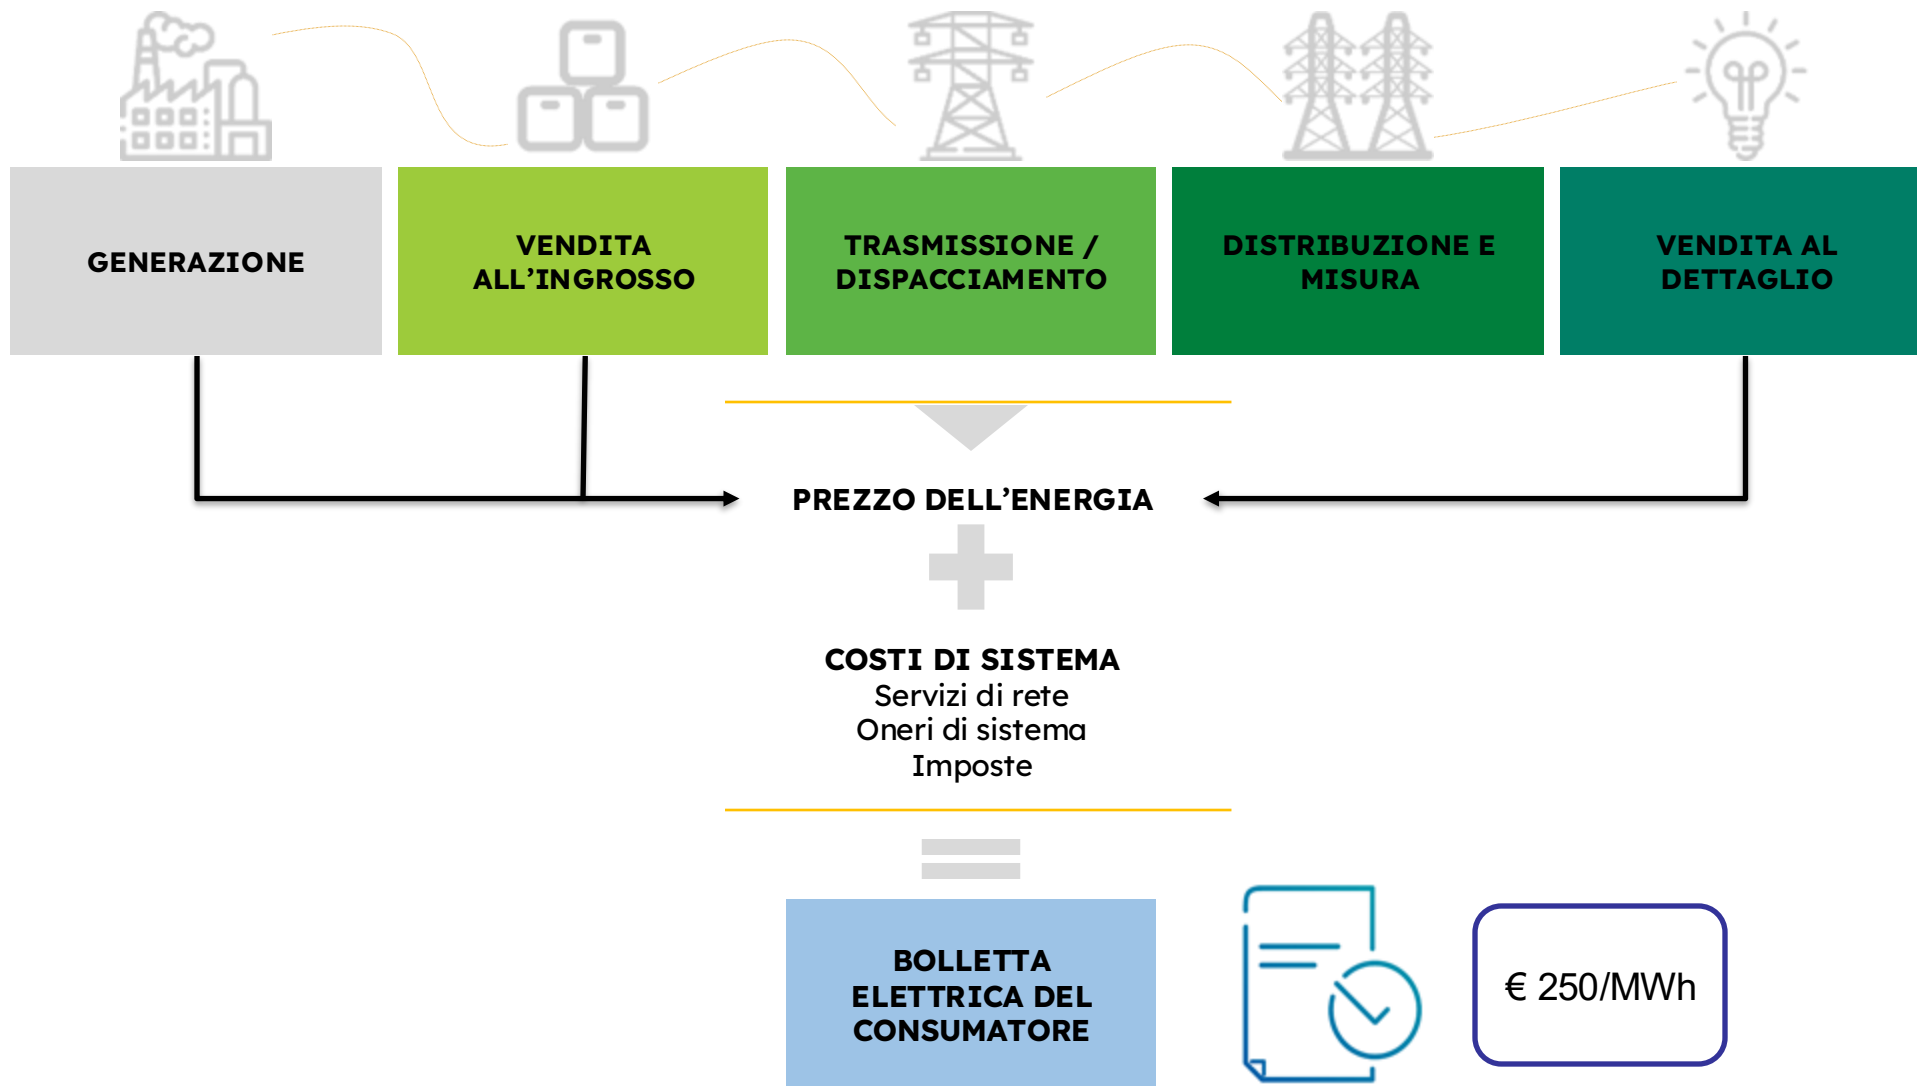 GENERAZIONE
VENDITA
ALL’INGROSSO
TRASMISSIONE /
DISPACCIAMENTO
DISTRIBUZIONE E
MISURA
VENDITA AL
DETTAGLIO
PREZZO DELL’ENERGIA
COSTI DI SISTEMA
Servizi di rete
Oneri di sistema
Imposte
BOLLETTA
ELETTRICA DEL
CONSUMATORE
€ 250/MWh